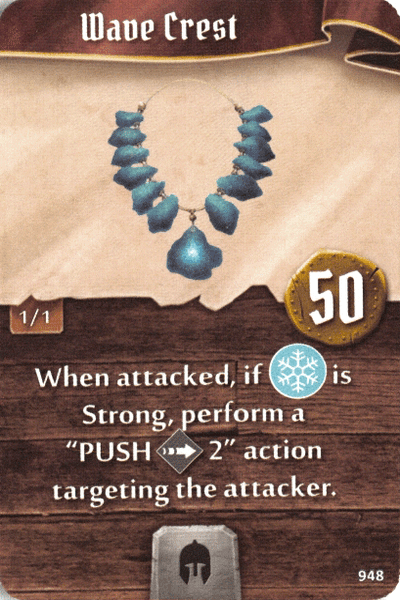 Wave Crest
50
1/1
When attacked, if is
Strong, perform a
“PUSH 2” action
targeting the attacker.
948